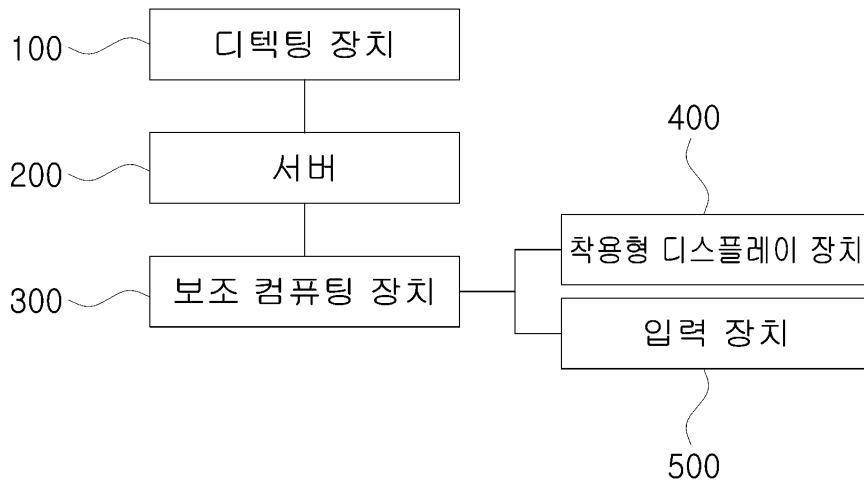 100
디텍팅 장치
200
서버
300
보조 컴퓨팅 장치
400
착용형 디스플레이 장치
입력 장치
500